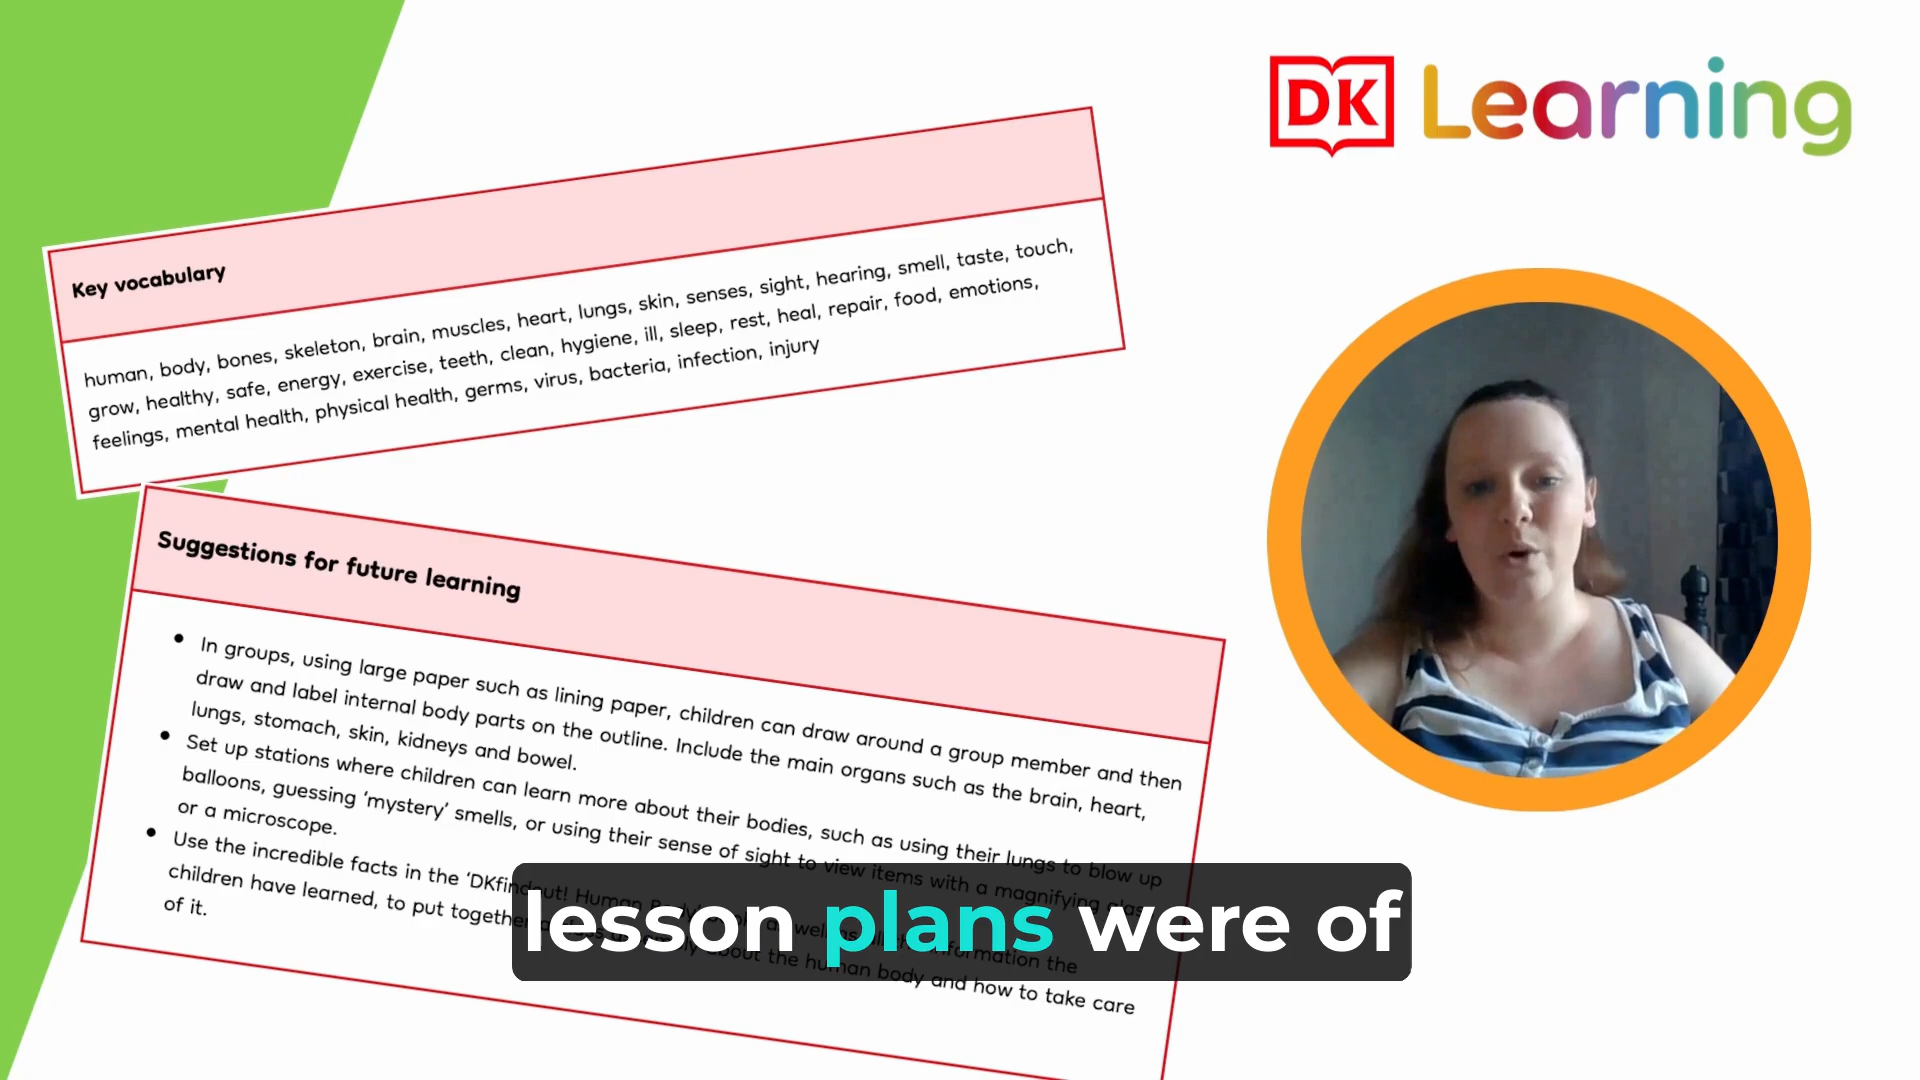 DK Learning
Key vocabulary
human, body, bones, skeleton, brain, muscles, heart, lungs, skin, senses, sight, hearing, smell, taste, touch,
grow, healthy, safe, energy, exercise, teeth, clean, hygiene, ill, sleep, rest, heal, repair, food, emotions,
feelings, mental health, physical health, germs, virus, bacteria, infection, injury
Suggestions for future learning
• In groups, using large paper such as lining paper, children can draw around a group member and then
draw and label internal body parts on the outline. Include the main organs such as the brain, heart,
lungs, stomach, skin, kidneys and bowel.
• Set up stations where children can learn more about their bodies, such as using their lungs to blow up
balloons, guessing ‘mystery’ smells, or using their sense of sight to view items with a magnifying glass
or a microscope.
• Use the incredible facts in the ‘DKfindout! Human Body’ information the
children have learned, to put together about the human body and how to take care
of it.
lesson plans were of